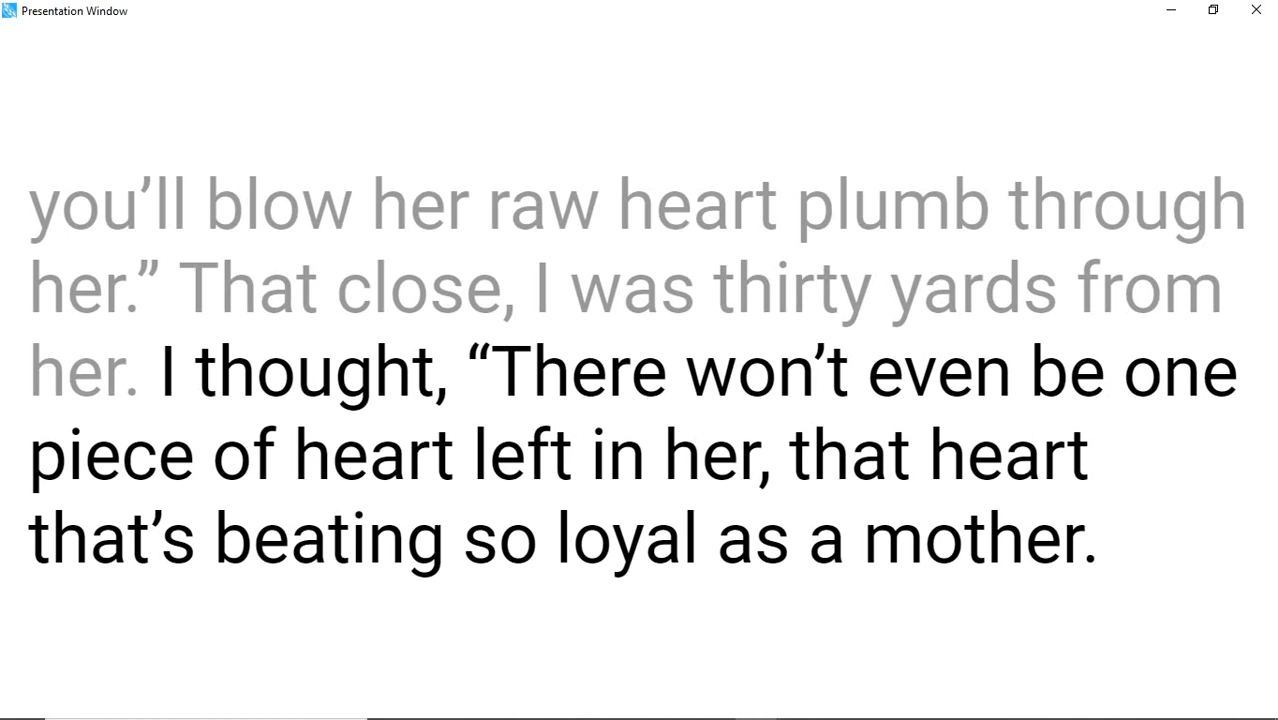 Presentation Window
you’ll blow her raw heart plumb through
her.” That close, I was thirty yards from
her. I thought, “There won’t even be one
piece of heart left in her, that heart
that’s beating so loyal as a mother.